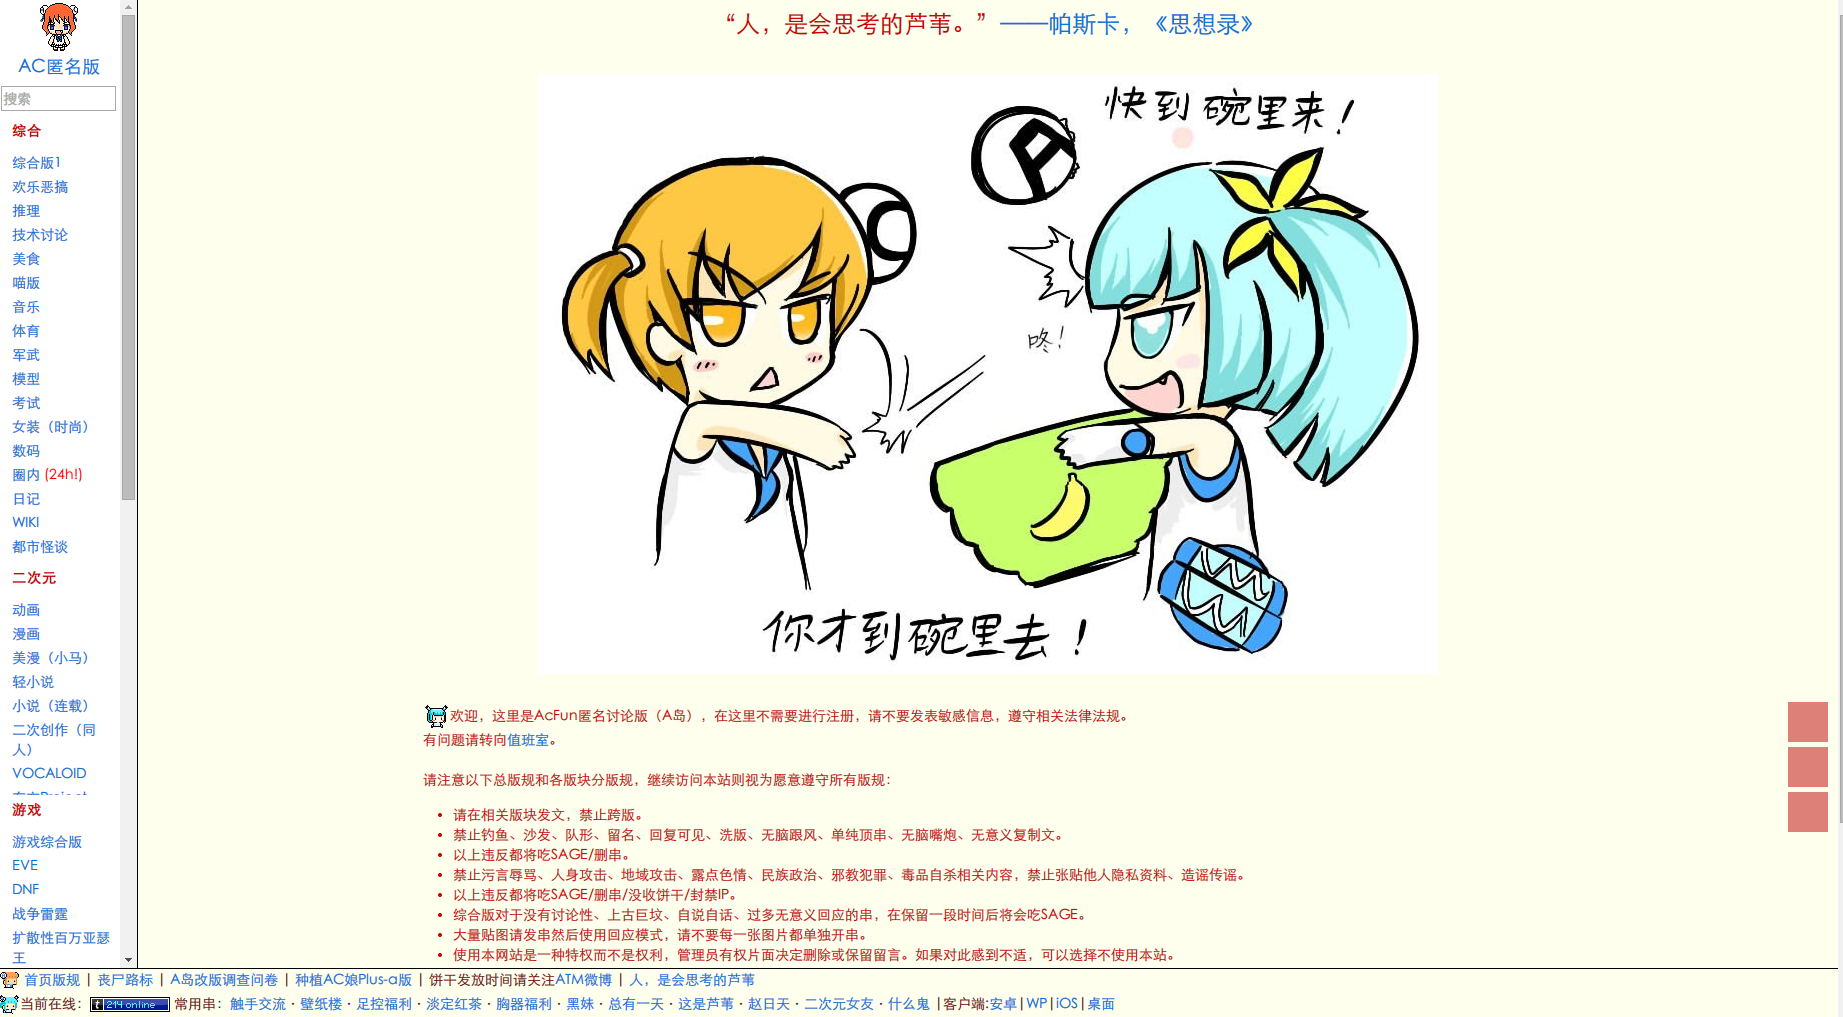 AC匿名版
搜索
综合
综合版1
欢乐恶搞
推理
技术讨论
美食
喵版
音乐
体育
军武
模型
考试
女装（时尚）
数码
圈内 (24h!)
日记
WIKI
都市怪谈
二次元
动画
漫画
美漫（小马）
轻小说
小说（连载）
二次创作（同
人）
VOCALOID
游戏
游戏综合版
EVE
DNF
战争雷霆
扩散性百万亚瑟
王
“人，是会思考的芦苇。”——帕斯卡，《思想录》
快到碗里来！
A
C
咚！
你才到碗里去！
欢迎，这里是AcFun匿名讨论版（A岛），在这里不需要进行注册，请不要发表敏感信息，遵守相关法律法规。
有问题请转向值班室。
请注意以下总版规和各版块分版规，继续访问本站则视为愿意遵守所有版规：
• 请在相关版块发文，禁止跨版。
• 禁止钓鱼、沙发、队形、留名、回复可见、洗版、无脑跟风、单纯顶串、无脑嘴炮、无意义复制文。
• 以上违反都将吃SAGE/删串。
• 禁止污言辱骂、人身攻击、地域攻击、露点色情、民族政治、邪教犯罪、毒品自杀相关内容，禁止张贴他人隐私资料、造谣传谣。
• 以上违反都将吃SAGE/删串/没收饼干/封禁IP。
• 综合版对于没有讨论性、上古巨坟、自说自话、过多无意义回应的串，在保留一段时间后将会吃SAGE。
• 大量贴图请发串然后使用回应模式，请不要每一张图片都单独开串。
• 使用本网站是一种特权而不是权利，管理员有权片面决定删除或保留留言。如果对此感到不适，可以选择不使用本站。
首页版规 | 丧尸路标 | A岛改版调查问卷 | 种植AC娘Plus-a版 | 饼干发放时间请关注ATM微博 | 人，是会思考的芦苇
当前在线： t 214 online 常用串：触手交流・壁纸楼・足控福利・淡定红茶・胸器福利・黑妹・总有一天・这是芦苇・赵日天・二次元女友・什么鬼 |客户端:安卓|WP|iOS|桌面